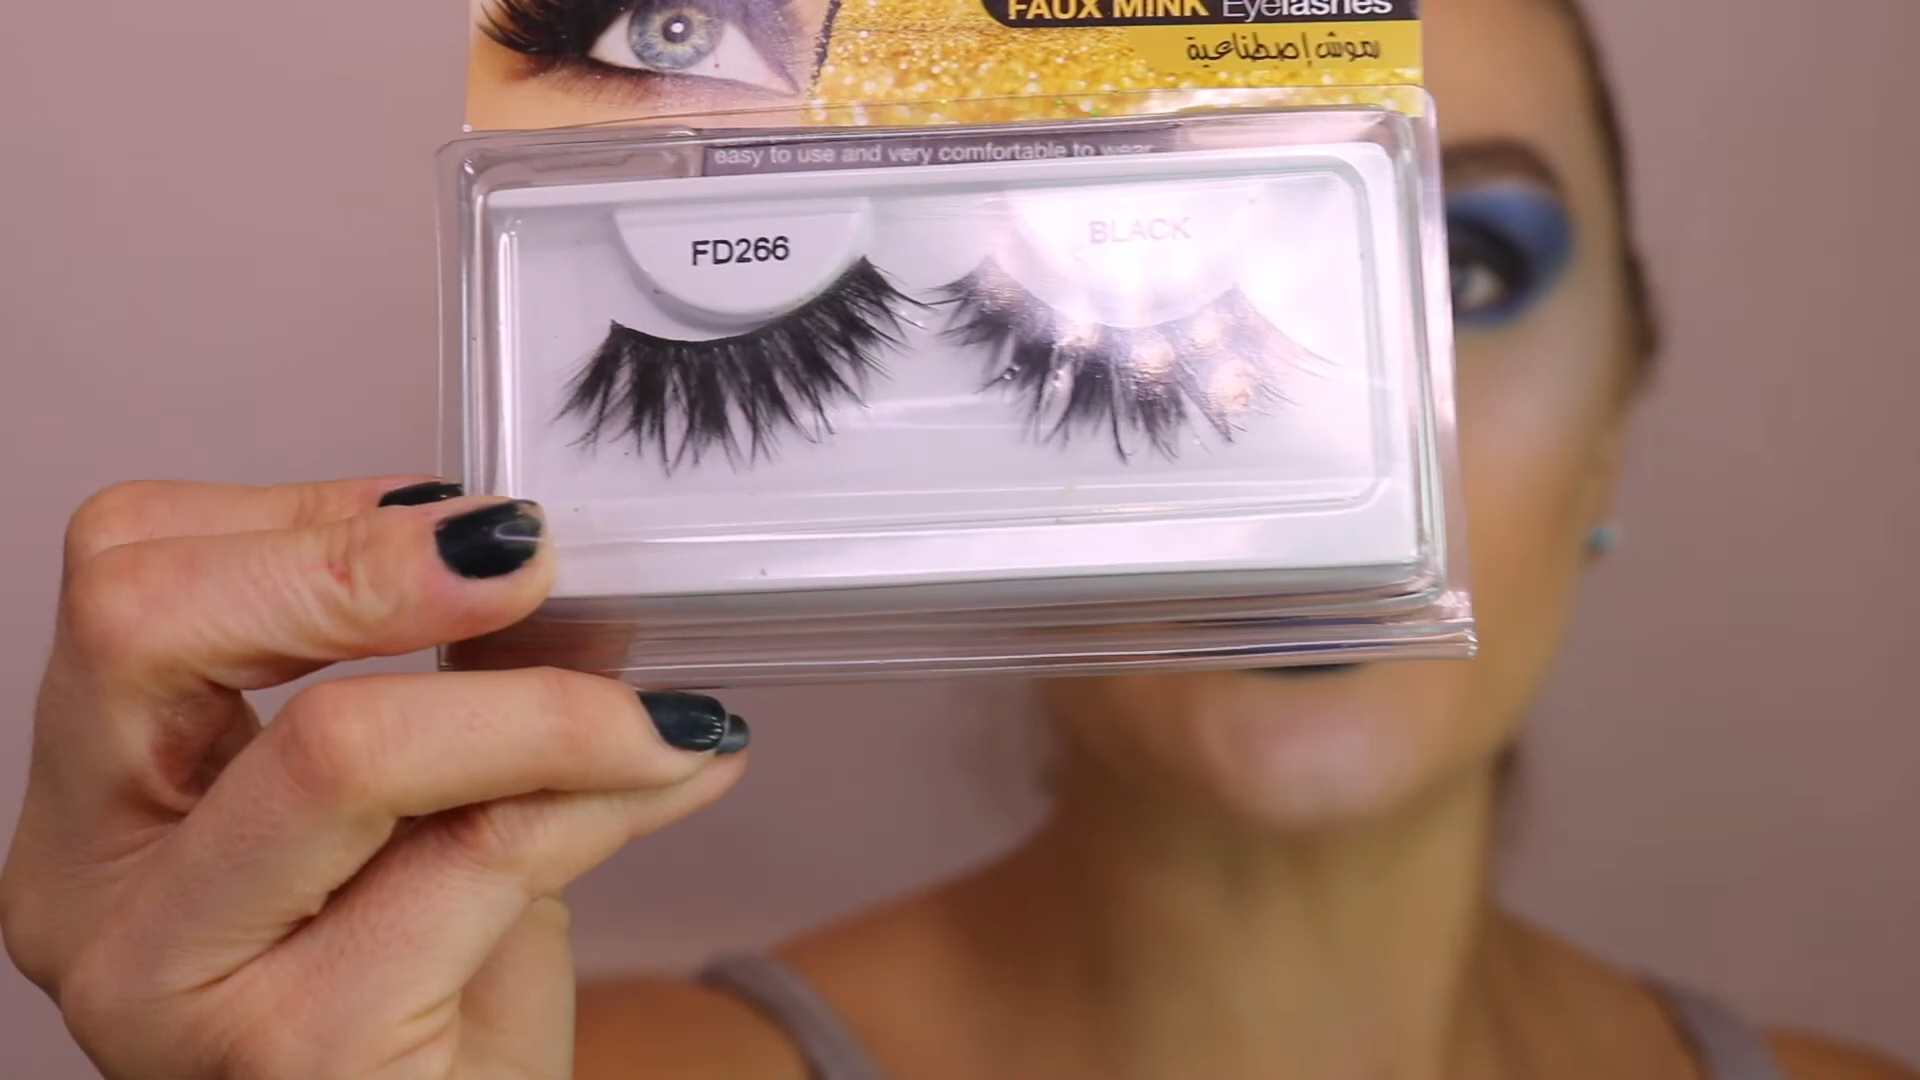 FAUX MINK Eyelashes
رموش إصطناعية
easy to use and very comfortable to wear
FD266
BLACK